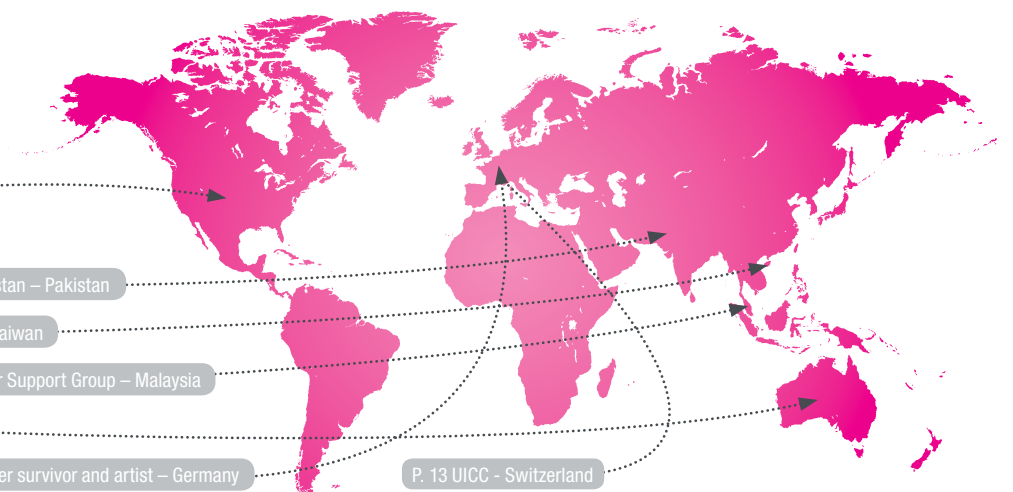 stan – Pakistan
aiwan
r Support Group – Malaysia
er survivor and artist – Germany
P. 13 UICC - Switzerland